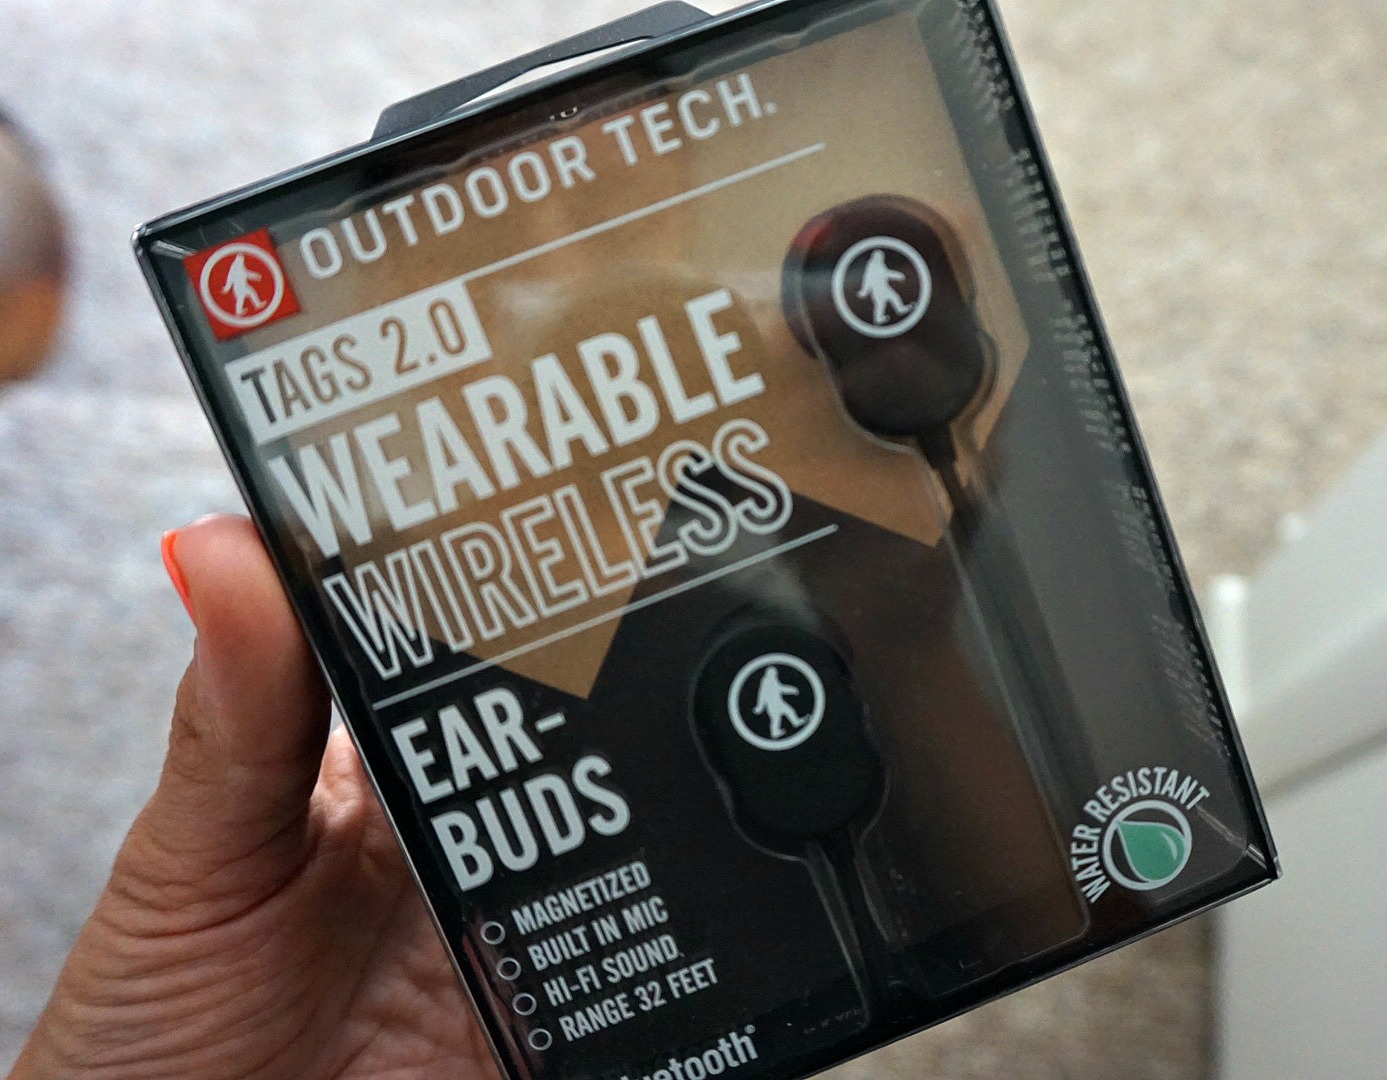 OUTDOOR TECH.
TAGS 2.0
WEARABLE
WIRELESS
EAR-
BUDS
MAGNETIZED
BUILT IN MIC
HI-FI SOUND
RANGE 32 FEET
WATER RESISTANT